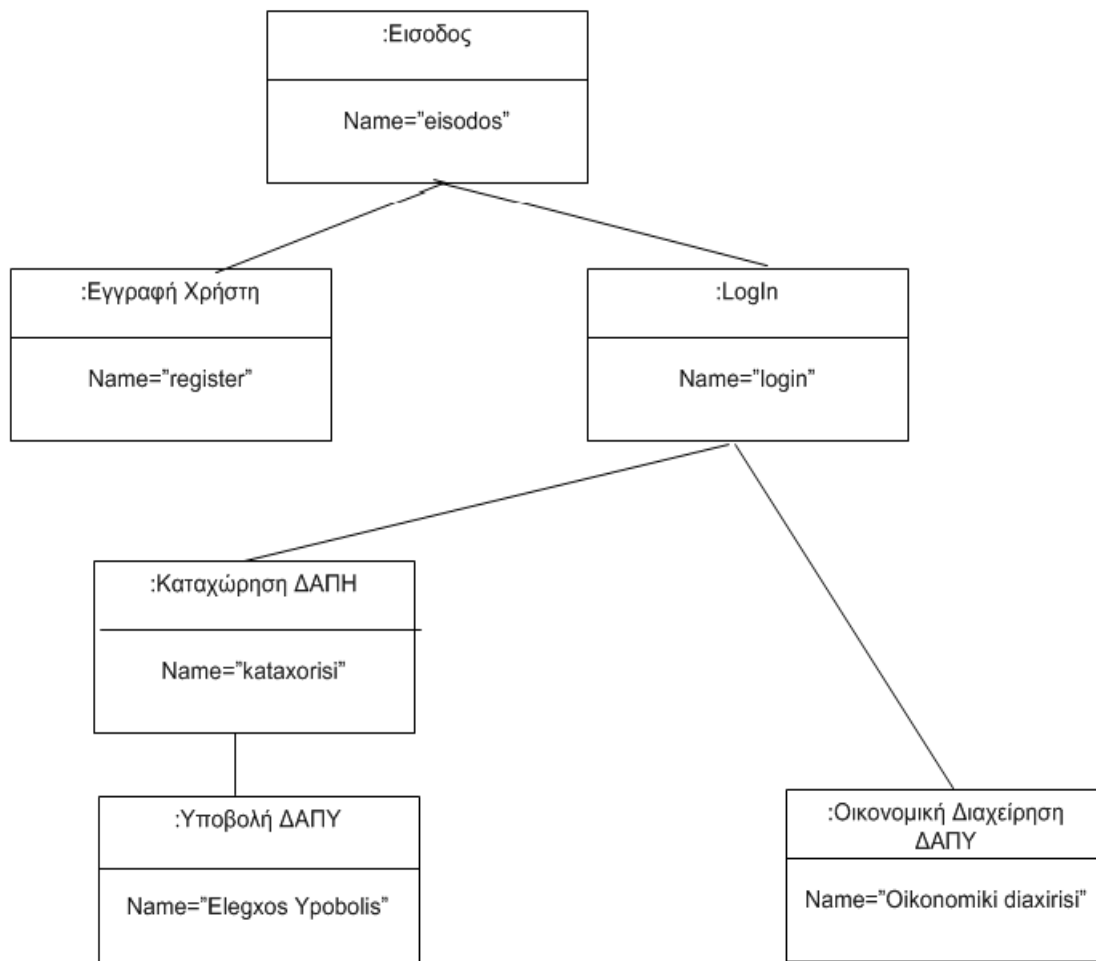 :Εισοδος
Name=”eisodos”
:Εγγραφή Χρήστη
Name=”register”
:LogIn
Name=”login”
:Καταχώρηση ΔΑΠΗ
Name=”kataxorisi”
:Υποβολή ΔΑΠΥ
Name=”Elegxos Ypobolis”
:Οικονομική Διαχείρηση
ΔΑΠΥ
Name=”Oikonomiki diaxirisi”